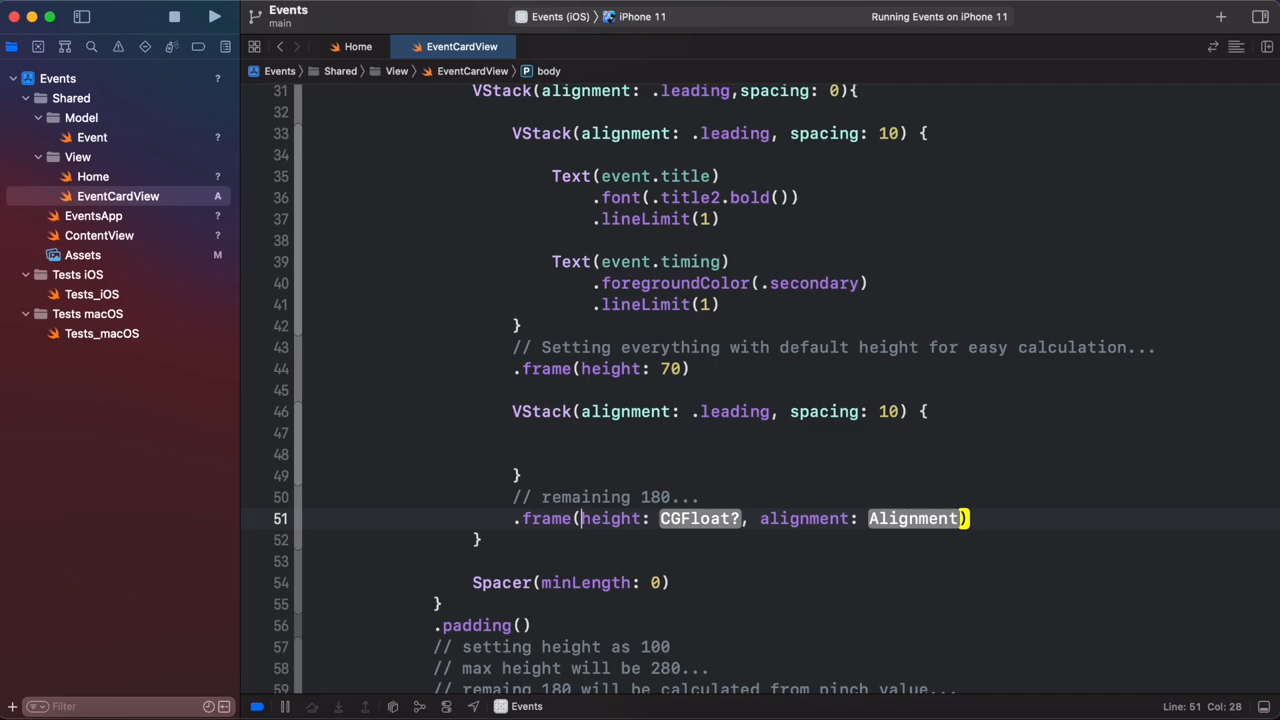 Events
main
Events (iOS) 〉 iPhone 11
Running Events on iPhone 11
Home
EventCardView
Events 〉 Shared 〉 View 〉 EventCardView 〉 P body
Events ?
Shared
Model
Event ?
View
Home ?
EventCardView A
EventsApp ?
ContentView ?
Assets M
Tests iOS
Tests_iOS
Tests macOS
Tests_macOS
Filter
31 VStack(alignment: .leading,spacing: 0){
32
33 VStack(alignment: .leading, spacing: 10) {
34
35 Text(event.title)
36 .font(.title2.bold())
37 .lineLimit(1)
38
39 Text(event.timing)
40 .foregroundColor(.secondary)
41 .lineLimit(1)
42 }
43 // Setting everything with default height for easy calculation...
44 .frame(height: 70)
45
46 VStack(alignment: .leading, spacing: 10) {
47
48
49 }
50 // remaining 180...
51 .frame(height: CGFloat?, alignment: Alignment)
52 }
53
54 Spacer(minLength: 0)
55 }
56 .padding()
57 // setting height as 100
58 // max height will be 280...
59 // remaing 180 will be calculated from pinch value...
Events
Line: 51 Col: 28